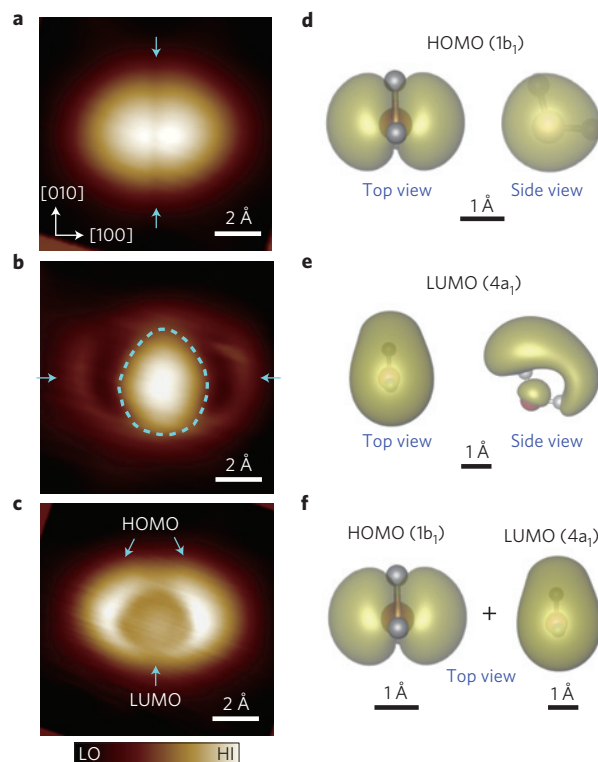 a
[010]
[100]
2 Å
d
HOMO (1b₁)
Top view
Side view
1 Å
b
2 Å
e
LUMO (4a₁)
Top view
Side view
1 Å
c
HOMO
LUMO
2 Å
LO
HI
f
HOMO (1b₁)
LUMO (4a₁)
+
Top view
1 Å
1 Å